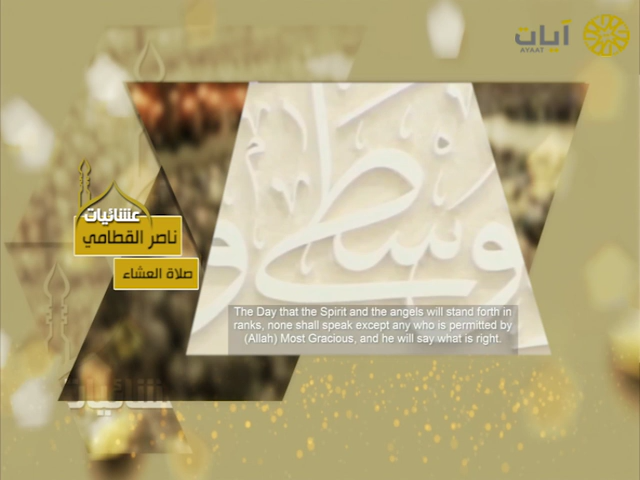 آيات
AYAAT
عشائيات
ناصر القطامي
صلاة العشاء
وسطا و
The Day that the Spirit and the angels will stand forth in
ranks, none shall speak except any who is permitted by
(Allah) Most Gracious, and he will say what is right.
عشائيات